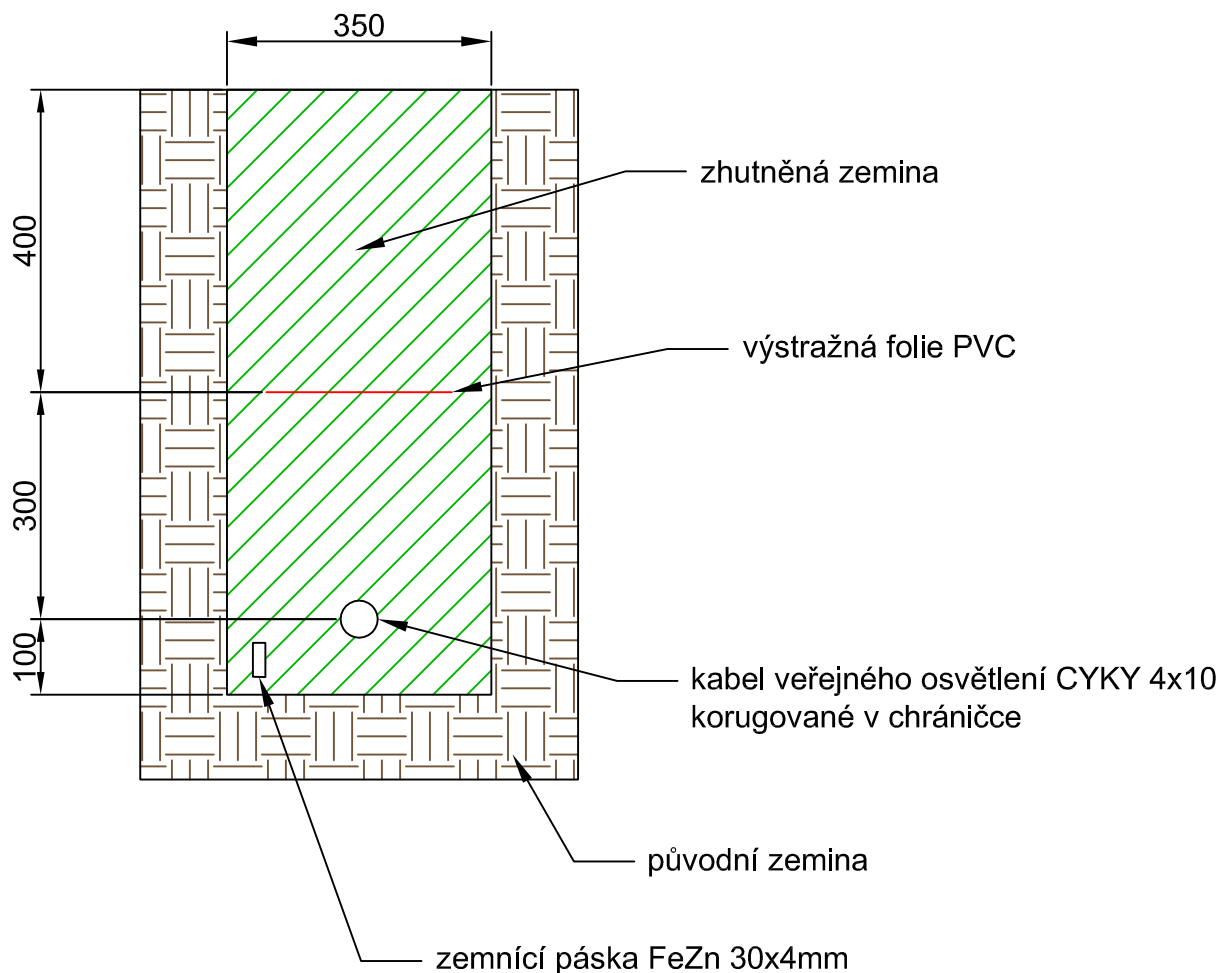 350
zhutněná zemina
400
výstražná folie PVC
300
100
kabel veřejného osvětlení CYKY 4x10
korugované v chráničce
původní zemina
zemnící páska FeZn 30x4mm